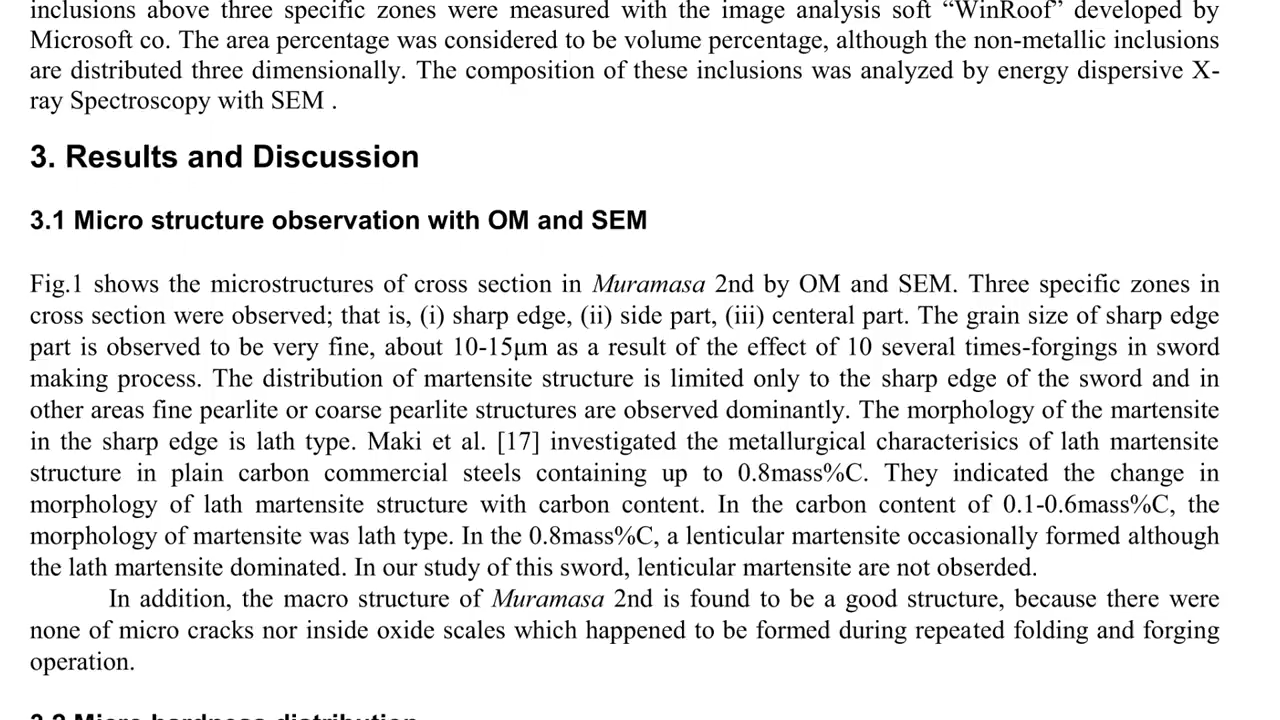 inclusions above three specific zones were measured with the image analysis soft “WinRoof” developed by
Microsoft co. The area percentage was considered to be volume percentage, although the non-metallic inclusions
are distributed three dimensionally. The composition of these inclusions was analyzed by energy dispersive X-
ray Spectroscopy with SEM .
3. Results and Discussion
3.1 Micro structure observation with OM and SEM
Fig.1 shows the microstructures of cross section in Muramasa 2nd by OM and SEM. Three specific zones in
cross section were observed; that is, (i) sharp edge, (ii) side part, (iii) centeral part. The grain size of sharp edge
part is observed to be very fine, about 10-15μm as a result of the effect of 10 several times-forgings in sword
making process. The distribution of martensite structure is limited only to the sharp edge of the sword and in
other areas fine pearlite or coarse pearlite structures are observed dominantly. The morphology of the martensite
in the sharp edge is lath type. Maki et al. [17] investigated the metallurgical characterisics of lath martensite
structure in plain carbon commercial steels containing up to 0.8mass%C. They indicated the change in
morphology of lath martensite structure with carbon content. In the carbon content of 0.1-0.6mass%C, the
morphology of martensite was lath type. In the 0.8mass%C, a lenticular martensite occasionally formed although
the lath martensite dominated. In our study of this sword, lenticular martensite are not obserded.
In addition, the macro structure of Muramasa 2nd is found to be a good structure, because there were
none of micro cracks nor inside oxide scales which happened to be formed during repeated folding and forging
operation.
3.2 Micro hardness distribution